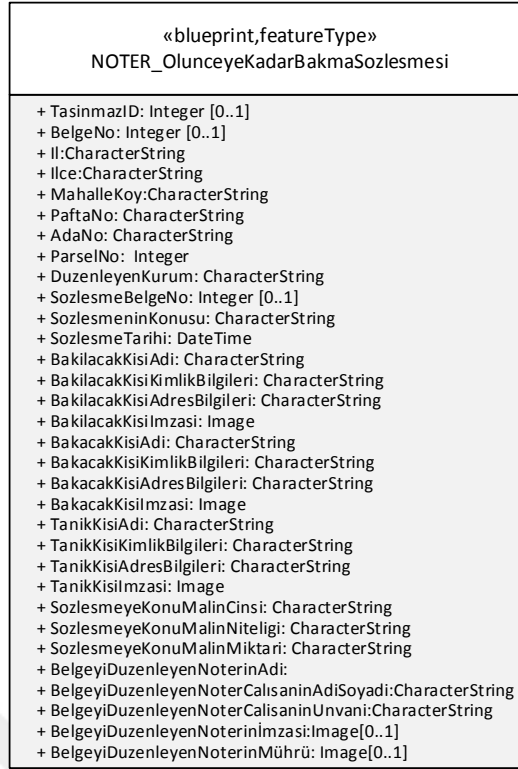 «blueprint,featureType»
NOTER_OlunceyeKadarBakmaSozlesmesi
+ TasinmazID: Integer [0..1]
+ BelgeNo: Integer [0..1]
+ Il:CharacterString
+ Ilce:CharacterString
+ MahalleKoy:CharacterString
+ PaftaNo: CharacterString
+ AdaNo: CharacterString
+ ParselNo: Integer
+ DuzenleyenKurum: CharacterString
+ SozlesmeBelgeNo: Integer [0..1]
+ SozlesmeninKonusu: CharacterString
+ SozlesmeTarihi: DateTime
+ BakilacakKisiAdi: CharacterString
+ BakilacakKisiKimlikBilgileri: CharacterString
+ BakilacakKisiAdresBilgileri: CharacterString
+ BakilacakKisiImzasi: Image
+ BakacakKisiAdi: CharacterString
+ BakacakKisiKimlikBilgileri: CharacterString
+ BakacakKisiAdresBilgileri: CharacterString
+ BakacakKisiImzasi: Image
+ TanikKisiAdi: CharacterString
+ TanikKisiKimlikBilgileri: CharacterString
+ TanikKisiAdresBilgileri: CharacterString
+ TanikKisiImzasi: Image
+ SozlesmeyeKonuMalinCinsi: CharacterString
+ SozlesmeyeKonuMalinNiteligi: CharacterString
+ SozlesmeyeKonuMalinMiktari: CharacterString
+ BelgeyiDuzenleyenNoterinAdi:
+ BelgeyiDuzenleyenNoterCalısaninAdiSoyadi:CharacterString
+ BelgeyiDuzenleyenNoterCalisaninUnvani:CharacterString
+ BelgeyiDuzenleyenNoterinİmzasi:Image[0..1]
+ BelgeyiDuzenleyenNoterinMührü: Image[0..1]